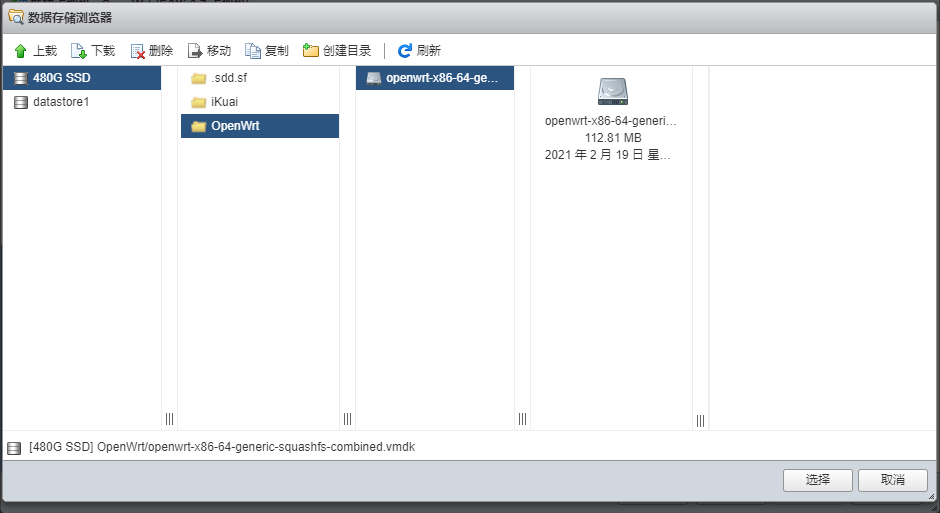 数据存储浏览器
上载 下载 删除 移动 复制 创建目录 刷新
480G SSD .sdd.sf openwrt-x86-64-ge...
datastore1 iKuai
OpenWrt
openwrt-x86-64-generi...
112.81 MB
2021 年 2 月 19 日 星...
[480G SSD] OpenWrt/openwrt-x86-64-generic-squashfs-combined.vmdk
选择 取消